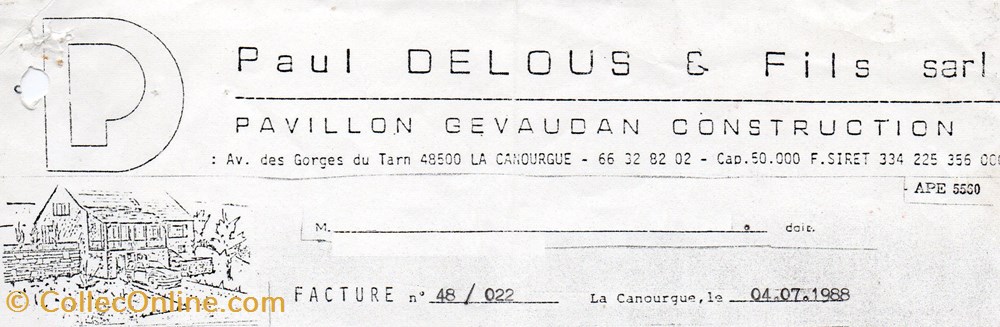 Paul DELOUS & Fils sarl.
PAVILLON GEVAUDAN CONSTRUCTION
: Av. des Gorges du Tarn 48500 LA CANOURGUE - 66 32 82 02 - Cap.50.000 F.SIRET 334 225 356 000
- APE 5560
M. doit.
FACTURE n° 48 / 022 La Canourgue, le 04.07.1988
© CollecOnline.com